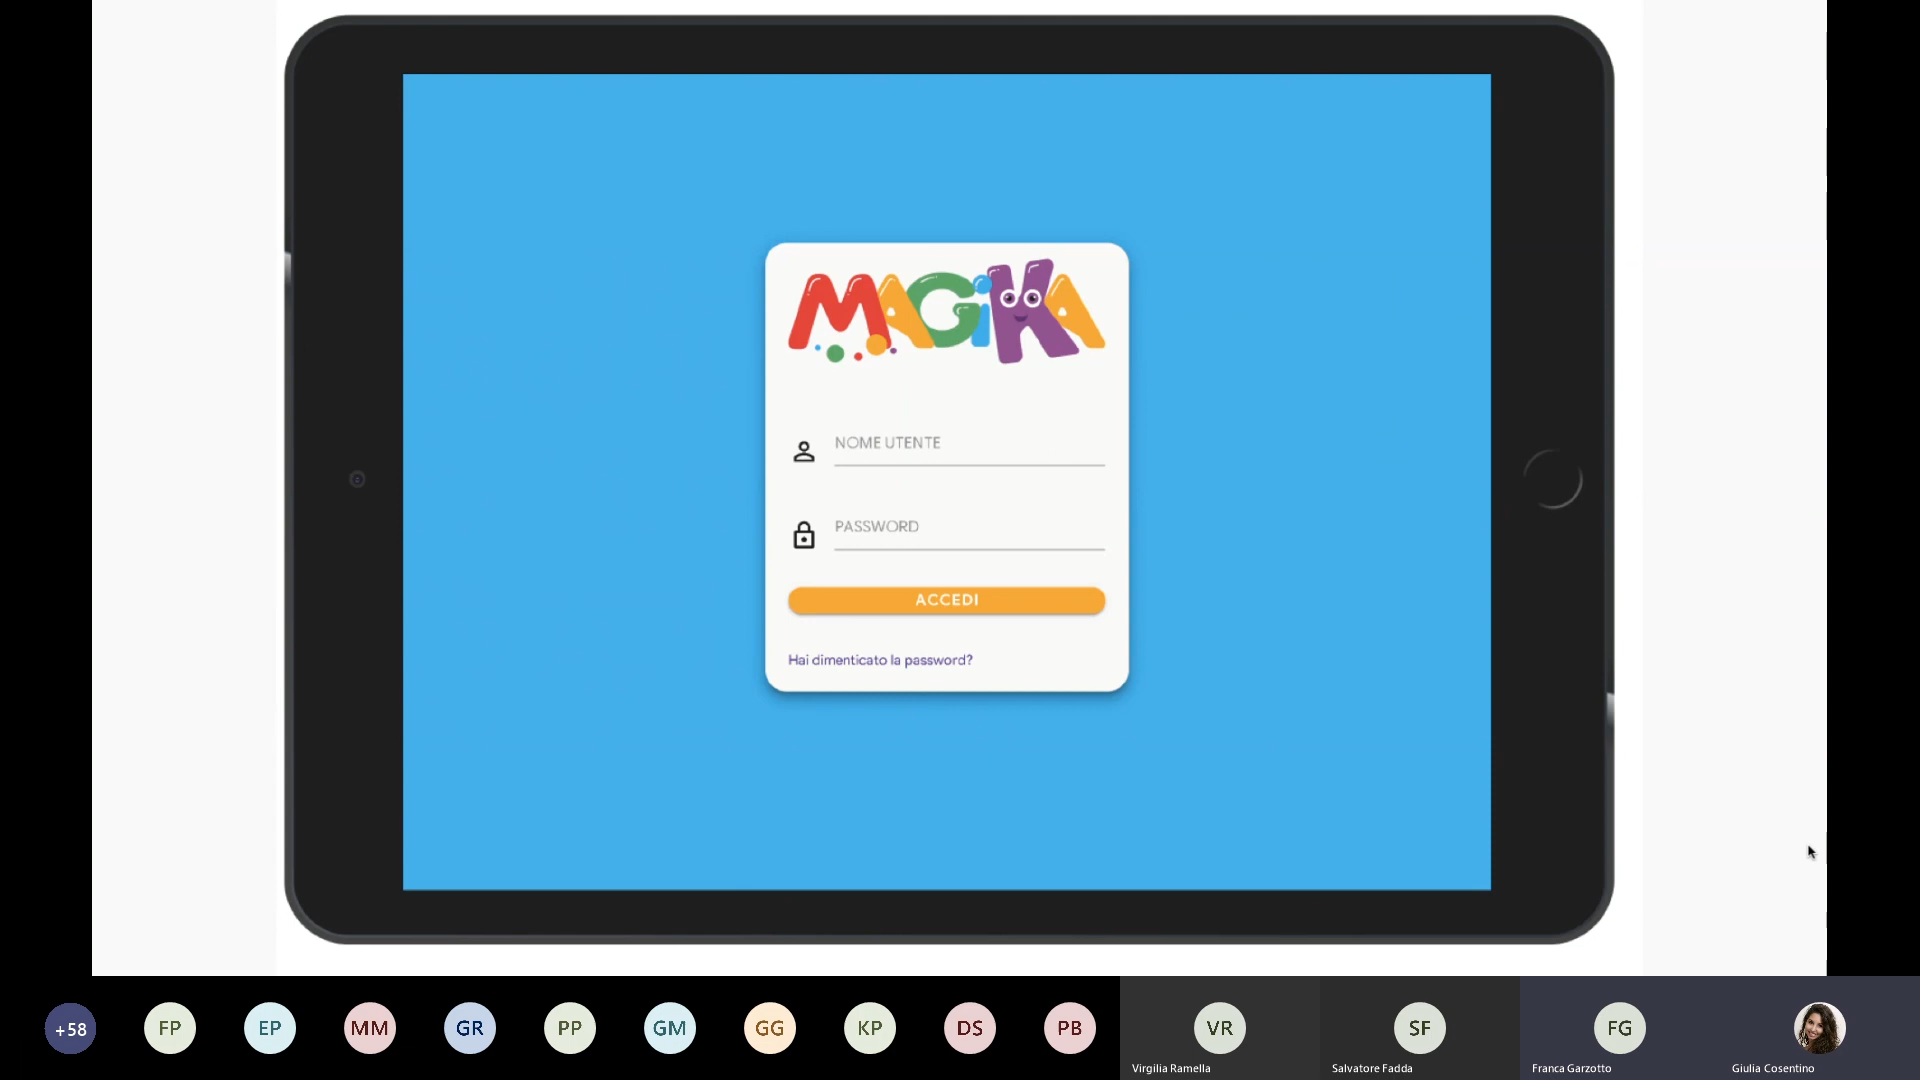 MAGiKA
NOME UTENTE
PASSWORD
ACCEDI
Hai dimenticato la password?
+58
FP
EP
MM
GR
PP
GM
GG
KP
DS
PB
VR
SF
FG
Virgilia Ramella
Salvatore Fadda
Franca Garzotto
Giulia Cosentino